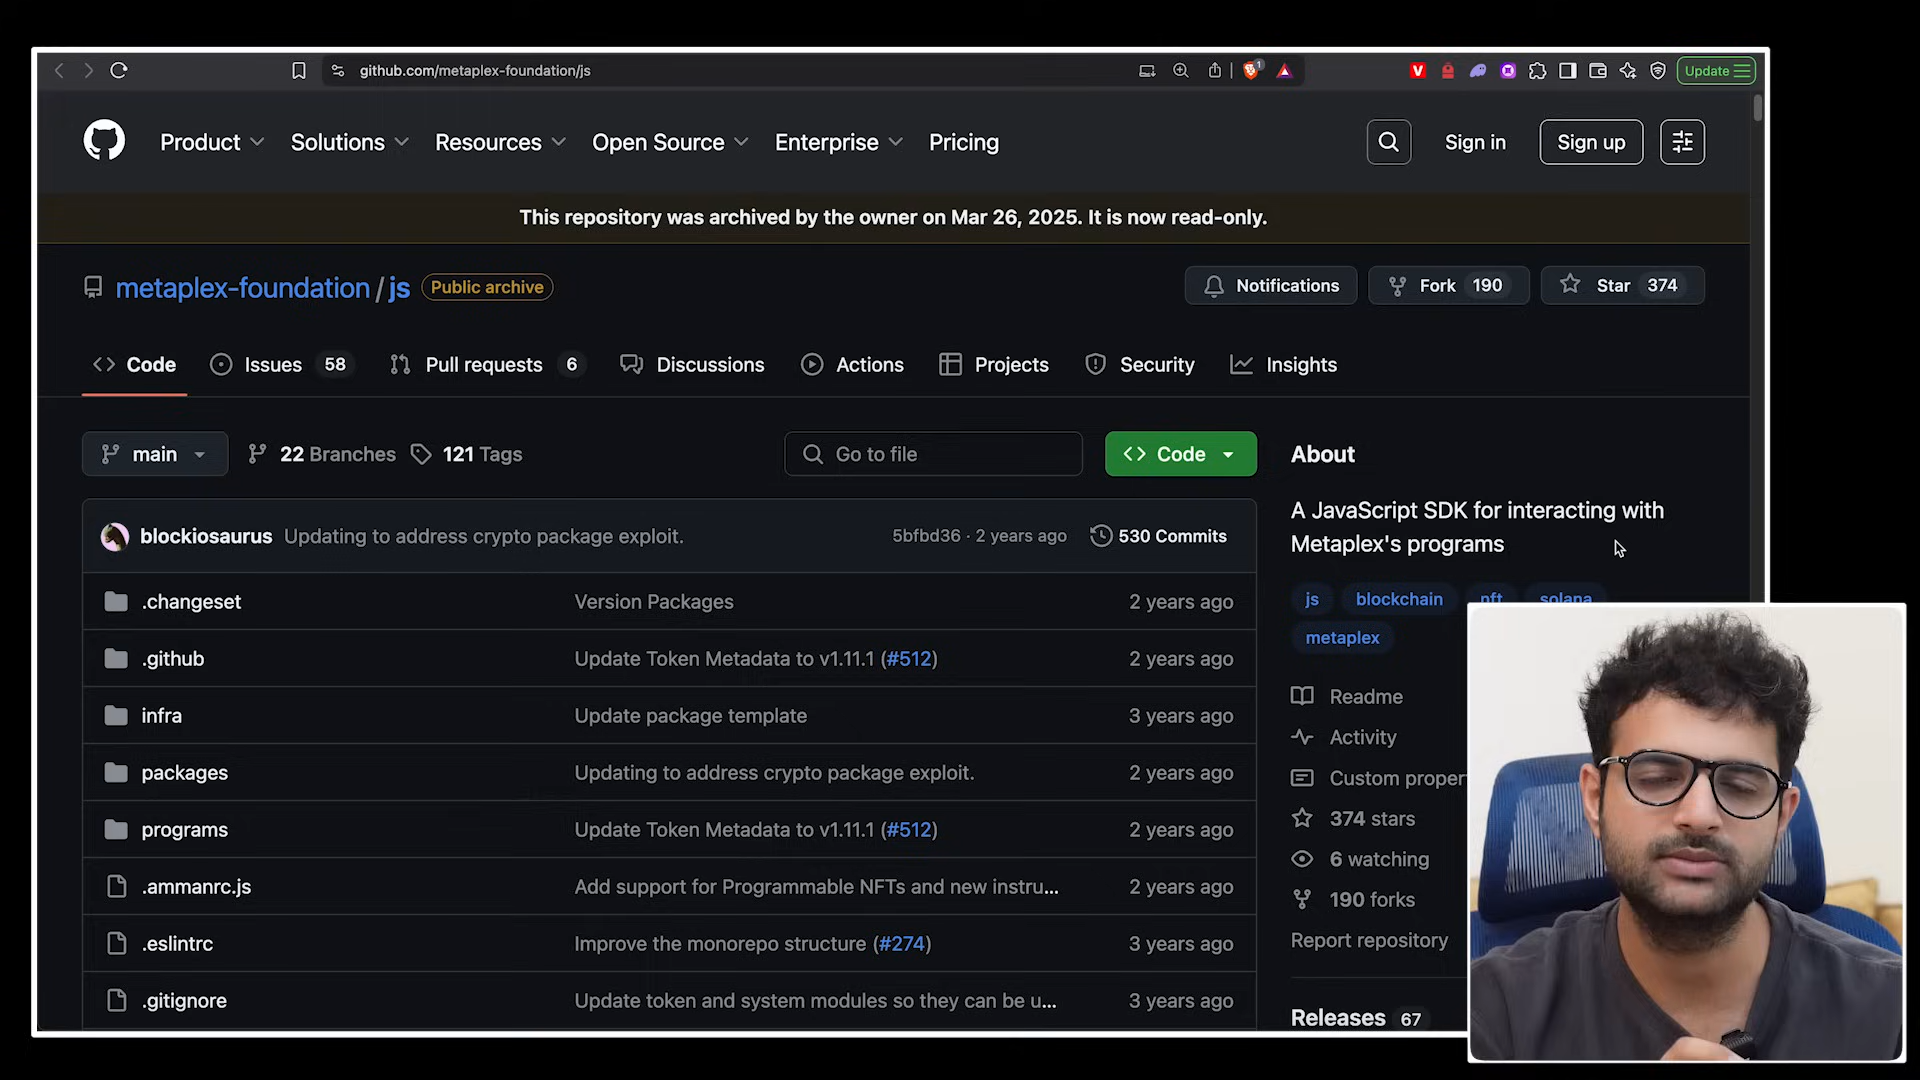 github.com/metaplex-foundation/js
1
V
Update
Product
Solutions
Resources
Open Source
Enterprise
Pricing
Sign in
Sign up
This repository was archived by the owner on Mar 26, 2025. It is now read-only.
metaplex-foundation / js
Public archive
Notifications
Fork 190
Star 374
Code
Issues 58
Pull requests 6
Discussions
Actions
Projects
Security
Insights
main
22 Branches
121 Tags
Go to file
Code
blockiosaurus Updating to address crypto package exploit. 5bfbd36 · 2 years ago 530 Commits
.changeset Version Packages 2 years ago
.github Update Token Metadata to v1.11.1 (#512) 2 years ago
infra Update package template 3 years ago
packages Updating to address crypto package exploit. 2 years ago
programs Update Token Metadata to v1.11.1 (#512) 2 years ago
.ammanrc.js Add support for Programmable NFTs and new instru... 2 years ago
.eslintrc Improve the monorepo structure (#274) 3 years ago
.gitignore Update token and system modules so they can be u... 3 years ago
About
A JavaScript SDK for interacting with
Metaplex's programs
js blockchain nft solana
metaplex
Readme
Activity
Custom proper
374 stars
6 watching
190 forks
Report repository
Releases 67